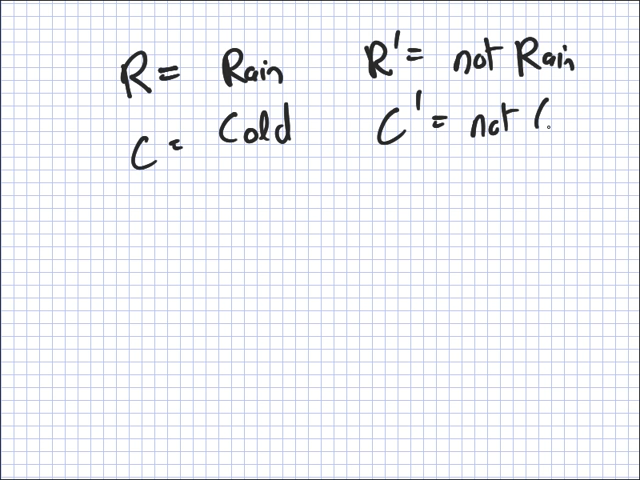 R = Rain R' = not Rain
C = Cold C' = not C